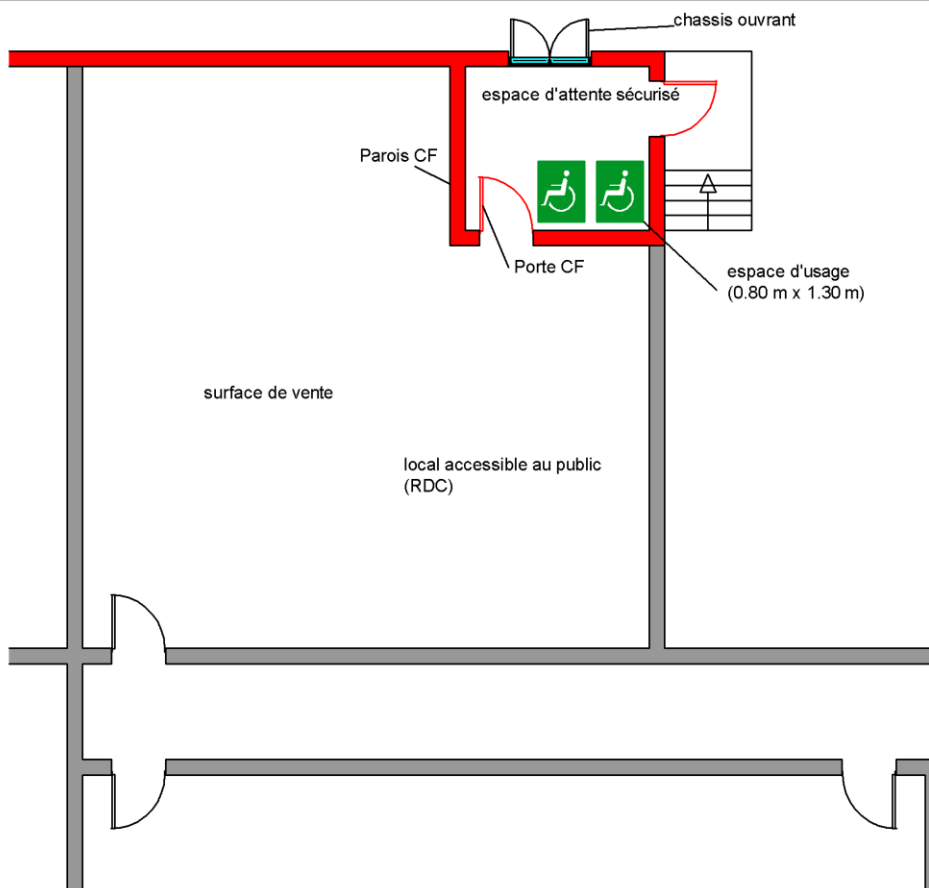 chassis ouvrant
espace d'attente sécurisé
Parois CF
Porte CF
espace d'usage
(0.80 m x 1.30 m)
surface de vente
local accessible au public
(RDC)